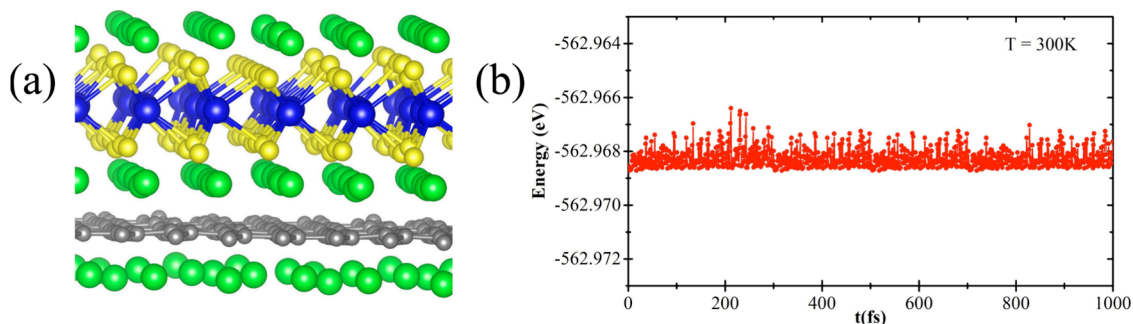 (a)
(b)
T = 300K
Energy (eV)
-562.964
-562.966
-562.968
-562.970
-562.972
0 200 400 600 800 1000
t(fs)